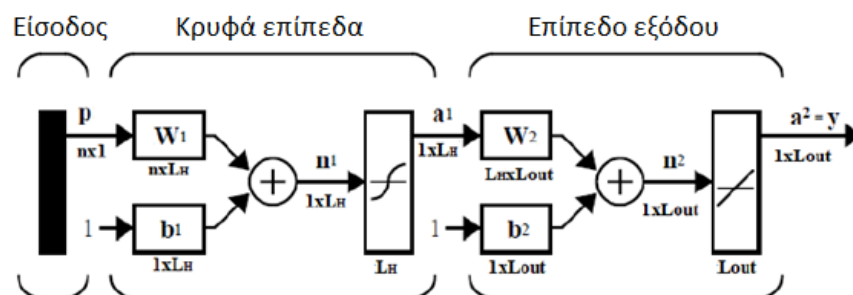 Είσοδος Κρυφά επίπεδα Επίπεδο εξόδου
p a1 a² = y
W1 n1 W2 n2
nx1 1xLH 1xLout
nxLH LHxLout
1xLH 1xLout
1 b1 1 b2
1xLH LH 1xLout Lout